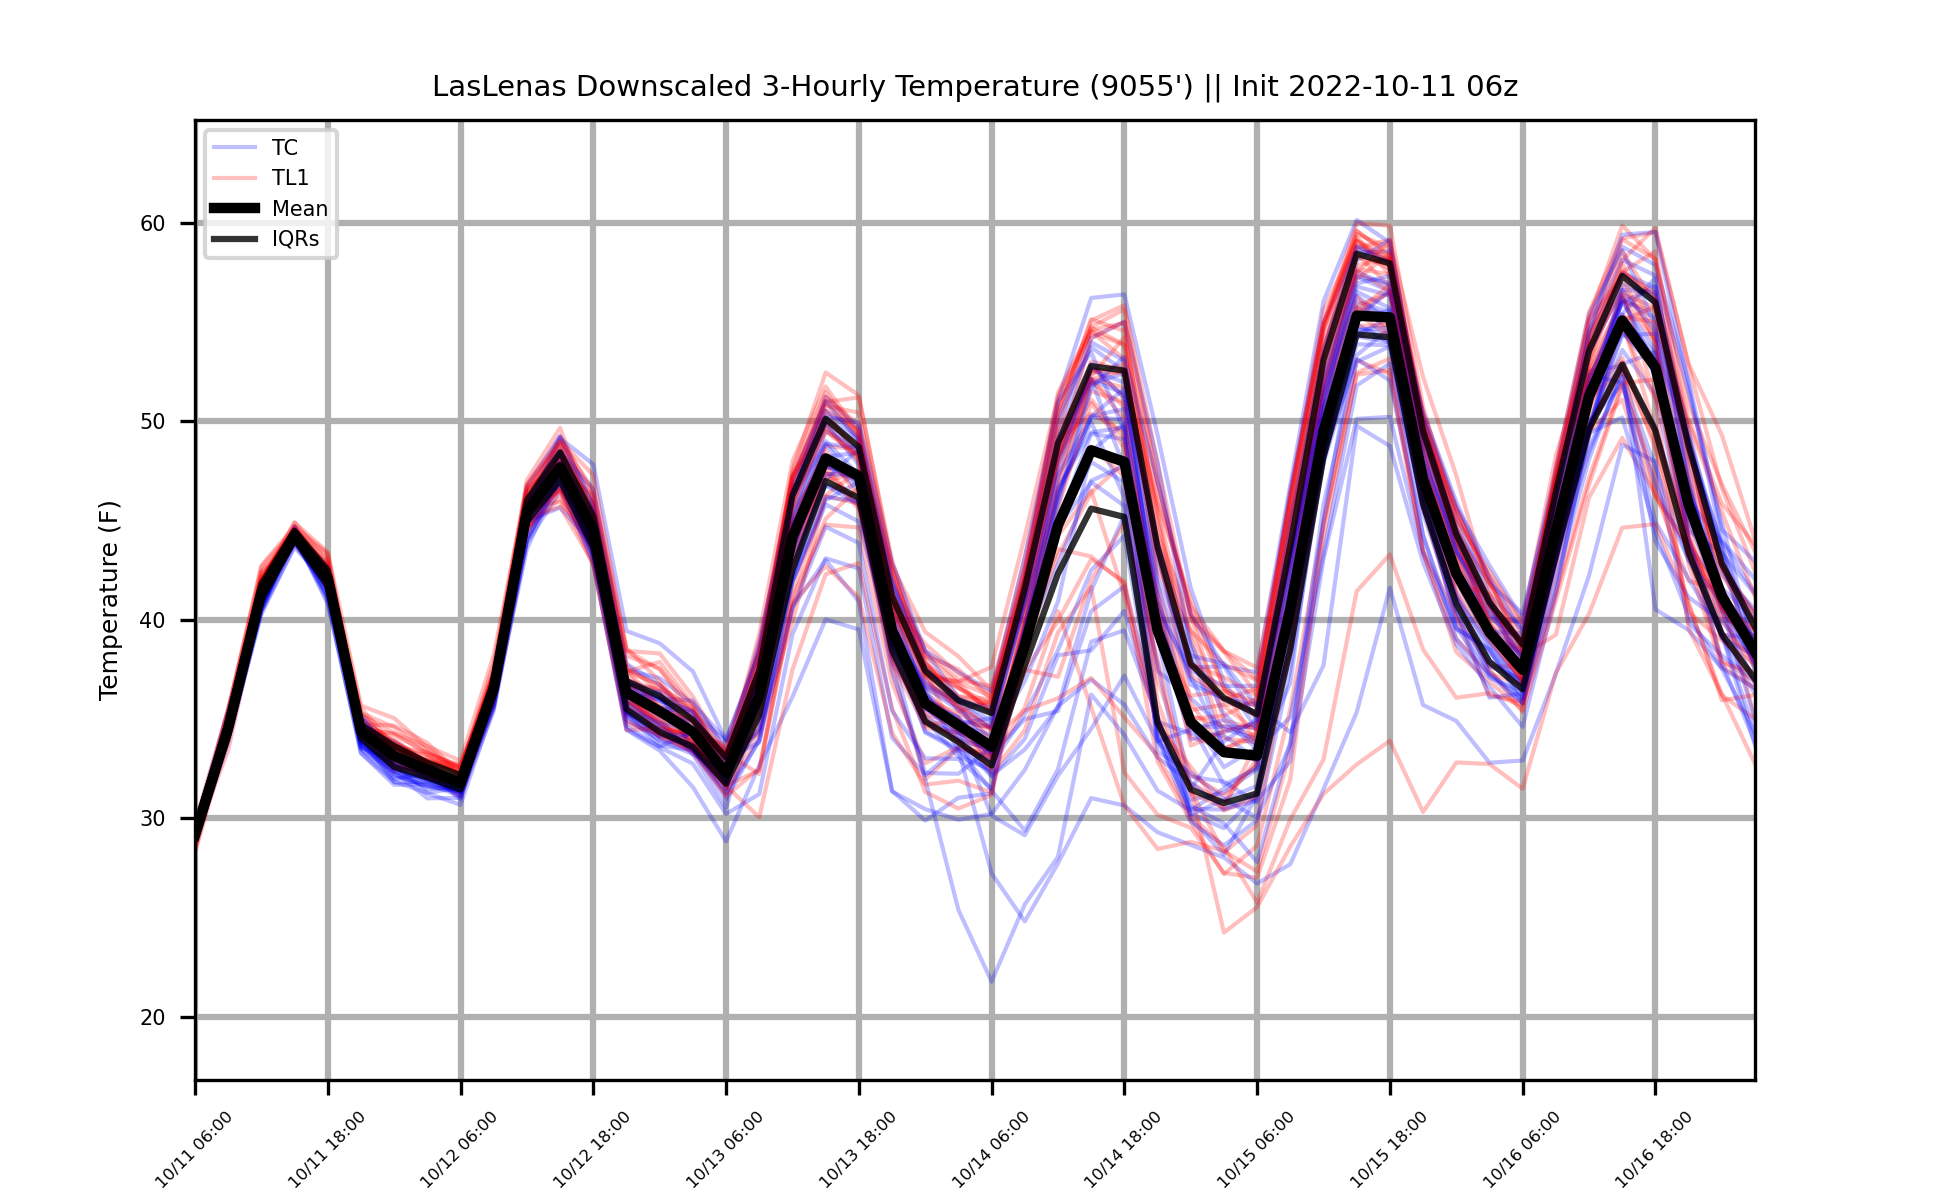 LasLenas Downscaled 3-Hourly Temperature (9055') || Init 2022-10-11 06z
TC
TL1
Mean
IQRs
Temperature (F)
60
50
40
30
20
10/11 06:00
10/11 18:00
10/12 06:00
10/12 18:00
10/13 06:00
10/13 18:00
10/14 06:00
10/14 18:00
10/15 06:00
10/15 18:00
10/16 06:00
10/16 18:00